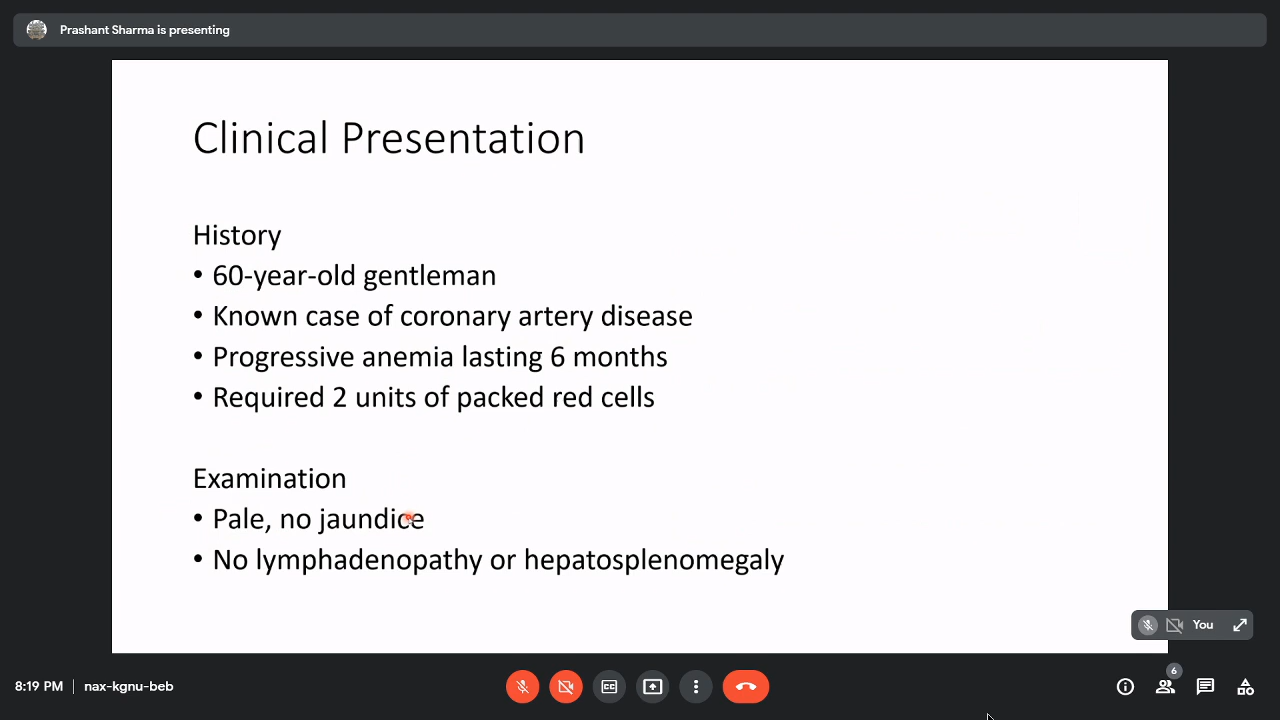 Prashant Sharma is presenting
Clinical Presentation
History
• 60-year-old gentleman
• Known case of coronary artery disease
• Progressive anemia lasting 6 months
• Required 2 units of packed red cells
Examination
• Pale, no jaundice
• No lymphadenopathy or hepatosplenomegaly
You
8:19 PM | nax-kgnu-beb
CC
6